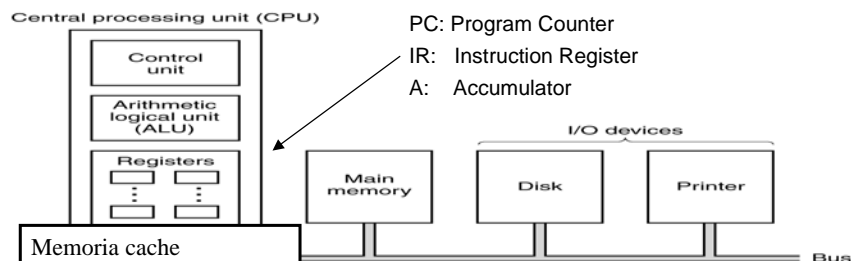 Central processing unit (CPU)
Control
unit
Arithmetic
logical unit
(ALU)
Registers
Memoria cache
PC: Program Counter
IR: Instruction Register
A: Accumulator
I/O devices
Main
memory
Disk
Printer
Bus